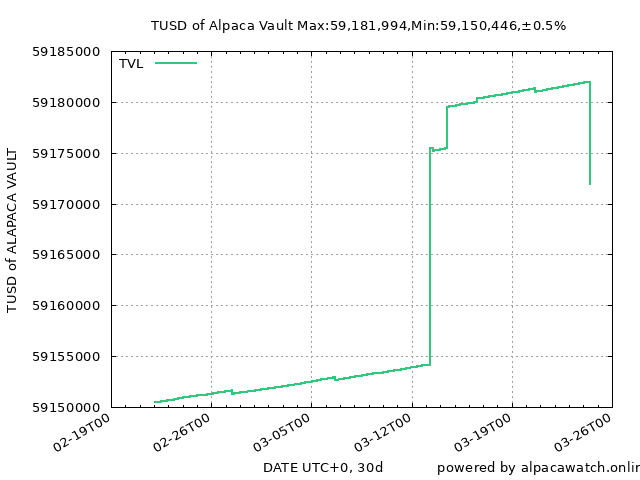 TUSD of Alpaca Vault Max:59,181,994,Min:59,150,446,±0.5%
TVL
TUSD of ALAPACA VAULT
59185000
59180000
59175000
59170000
59165000
59160000
59155000
59150000
02-19T00
02-26T00
03-05T00
03-12T00
03-19T00
03-26T00
DATE UTC+0, 30d
powered by alpacawatch.onlin